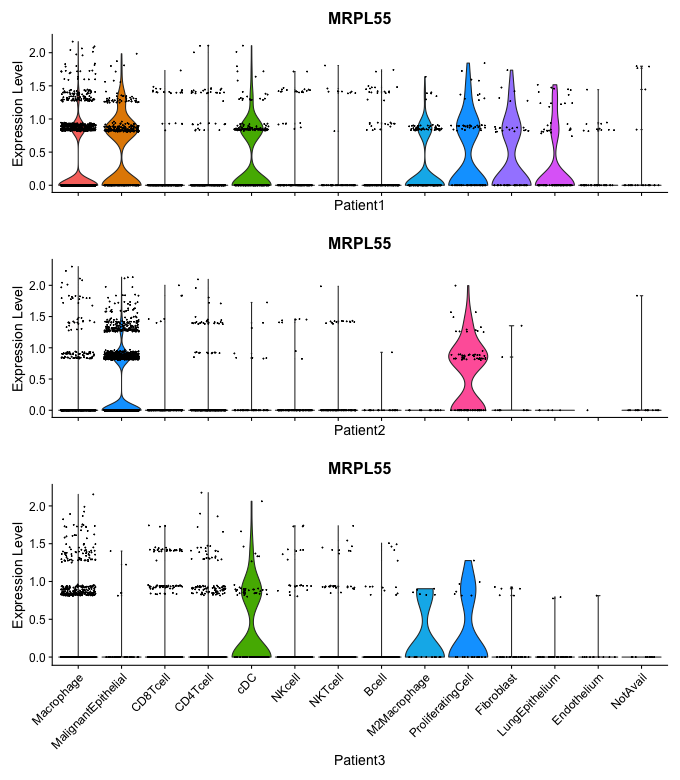 MRPL55
Expression Level
2.0
1.5
1.0
0.5
0.0
Patient1
MRPL55
Expression Level
2.0
1.5
1.0
0.5
0.0
Patient2
MRPL55
Expression Level
2.0
1.5
1.0
0.5
0.0
Macrophage
MalignantEpithelial
CD8Tcell
CD4Tcell
cDC
NKcell
NKTcell
Bcell
M2Macrophage
ProliferatingCell
Fibroblast
LungEpithelium
Endothelium
NotAvail
Patient3